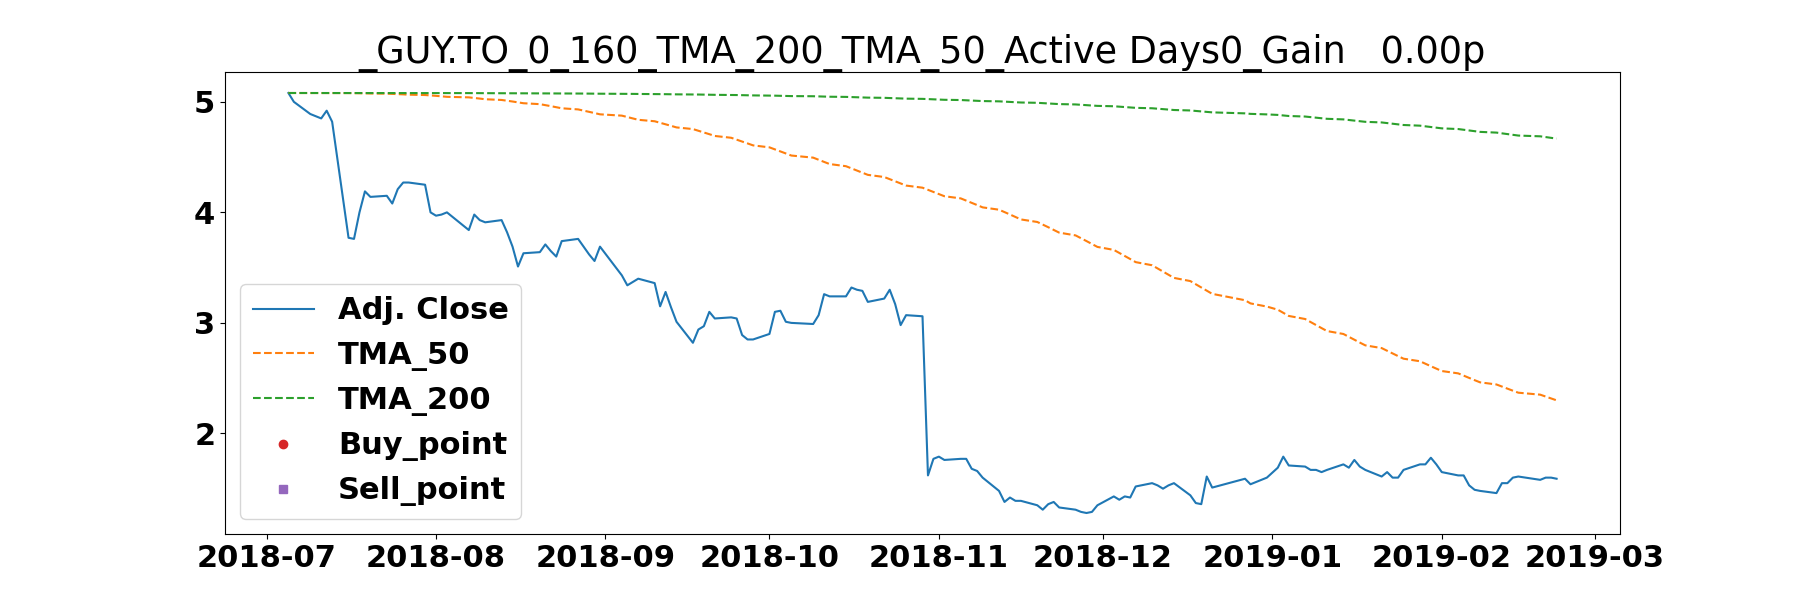 _GUY.TO_0_160_TMA_200_TMA_50_Active Days0_Gain   0.00p
5
4
3
2
Adj. Close
TMA_50
TMA_200
Buy_point
Sell_point
2018-07 2018-08 2018-09 2018-10 2018-11 2018-12 2019-01 2019-02 2019-03